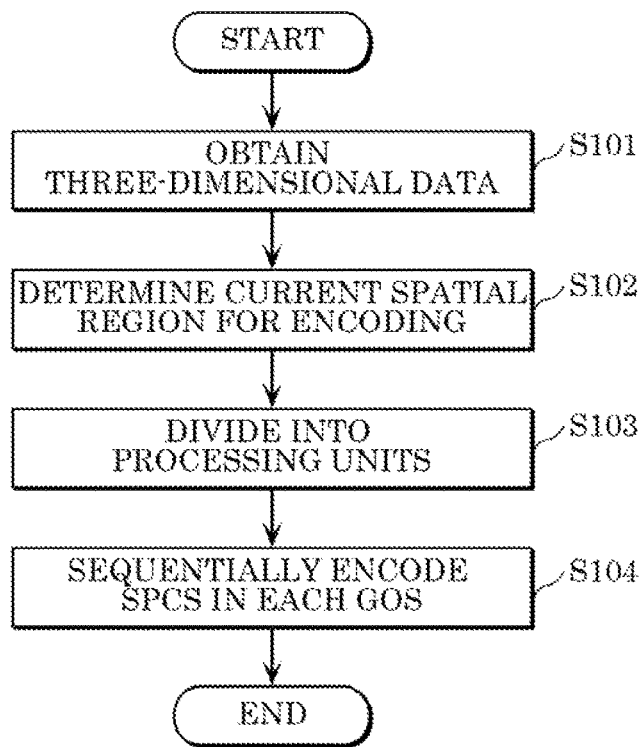 START
OBTAIN
THREE-DIMENSIONAL DATA
S101
DETERMINE CURRENT SPATIAL
REGION FOR ENCODING
S102
DIVIDE INTO
PROCESSING UNITS
S103
SEQUENTIALLY ENCODE
SPCS IN EACH GOS
S104
END